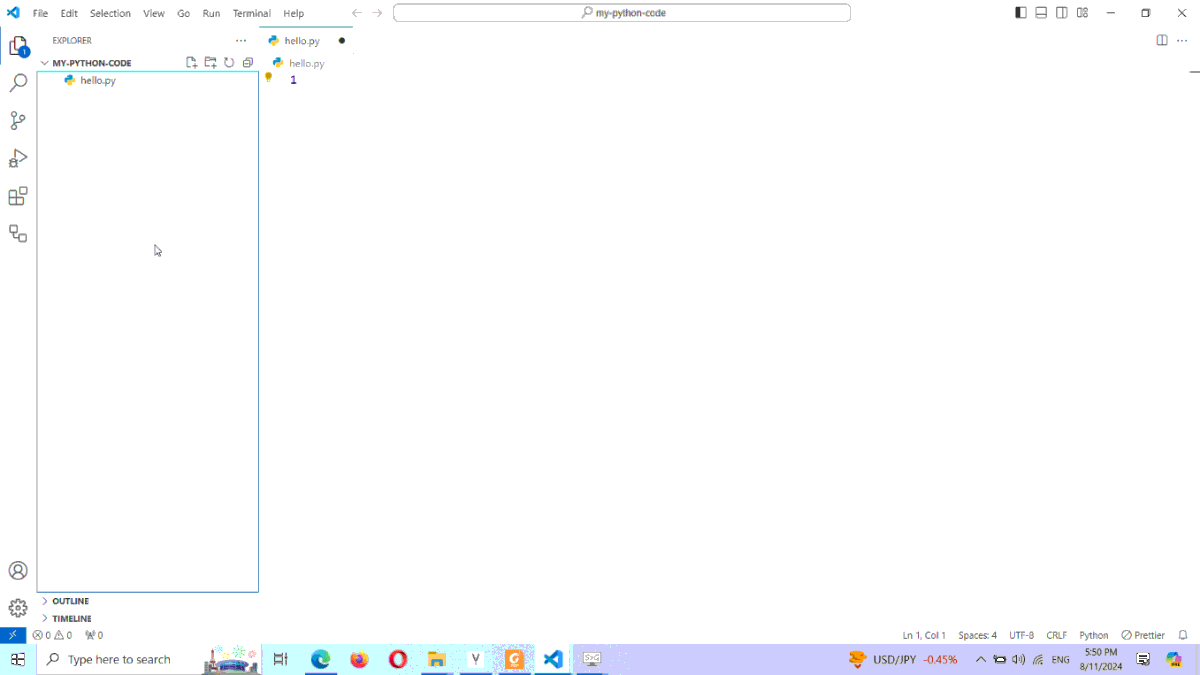 File Edit Selection View Go Run Terminal Help
my-python-code
EXPLORER
hello.py
MY-PYTHON-CODE
hello.py
hello.py
1
1
OUTLINE
TIMELINE
0 0 0
Ln 1, Col 1 Spaces: 4 UTF-8 CRLF Python Prettier
Type here to search
Y
G
SxG
USD/JPY -0.45%
ENG
5:50 PM
8/11/2024